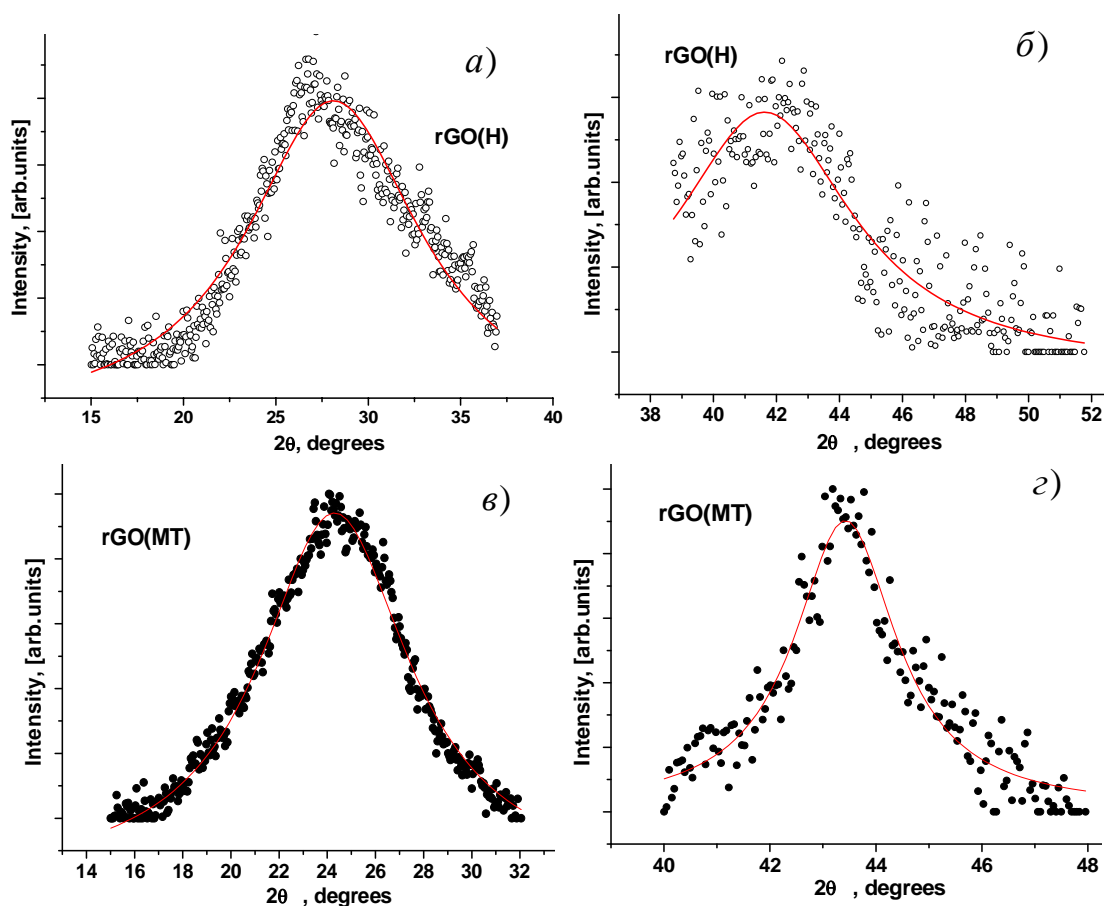 а)
rGO(H)
Intensity, [arb.units]
15 20 25 30 35 40
2θ, degrees
б)
rGO(H)
Intensity, [arb.units]
38 40 42 44 46 48 50 52
2θ , degrees
в)
rGO(MT)
Intensity, [arb.units]
14 16 18 20 22 24 26 28 30 32
2θ , degrees
г)
rGO(MT)
Intensity, [arb.units]
40 42 44 46 48
2θ , degrees